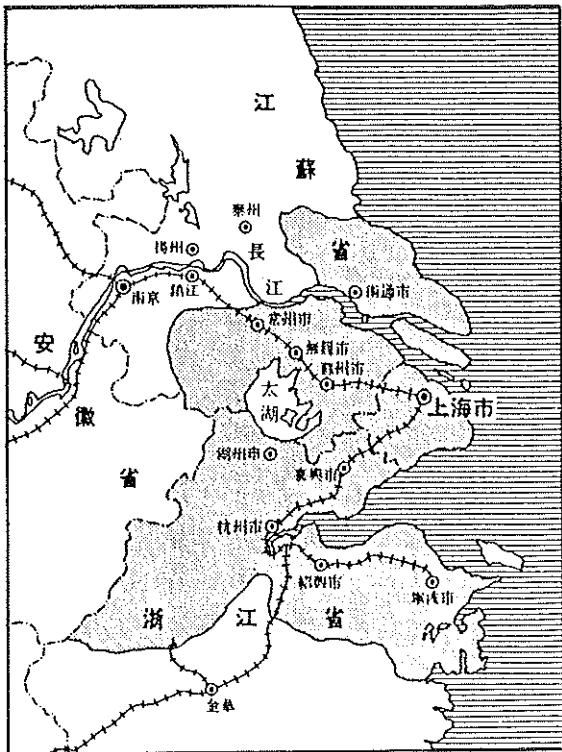 江
蘇
省
泰州
揚州
長
江
南京
鎮江
南通市
常州市
無錫市
蘇州市
太
湖
上海市
安
徽
省
湖州市
嘉興市
杭州市
紹興市
寧波市
浙
江
省
金華